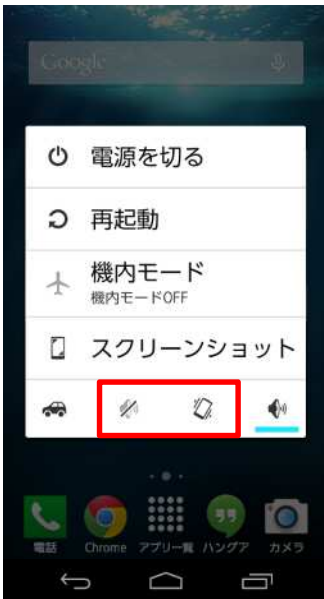 Google
電源を切る
再起動
機内モード
機内モードOFF
スクリーンショット
電話 Chrome アプリ一覧 ハングア カメラ